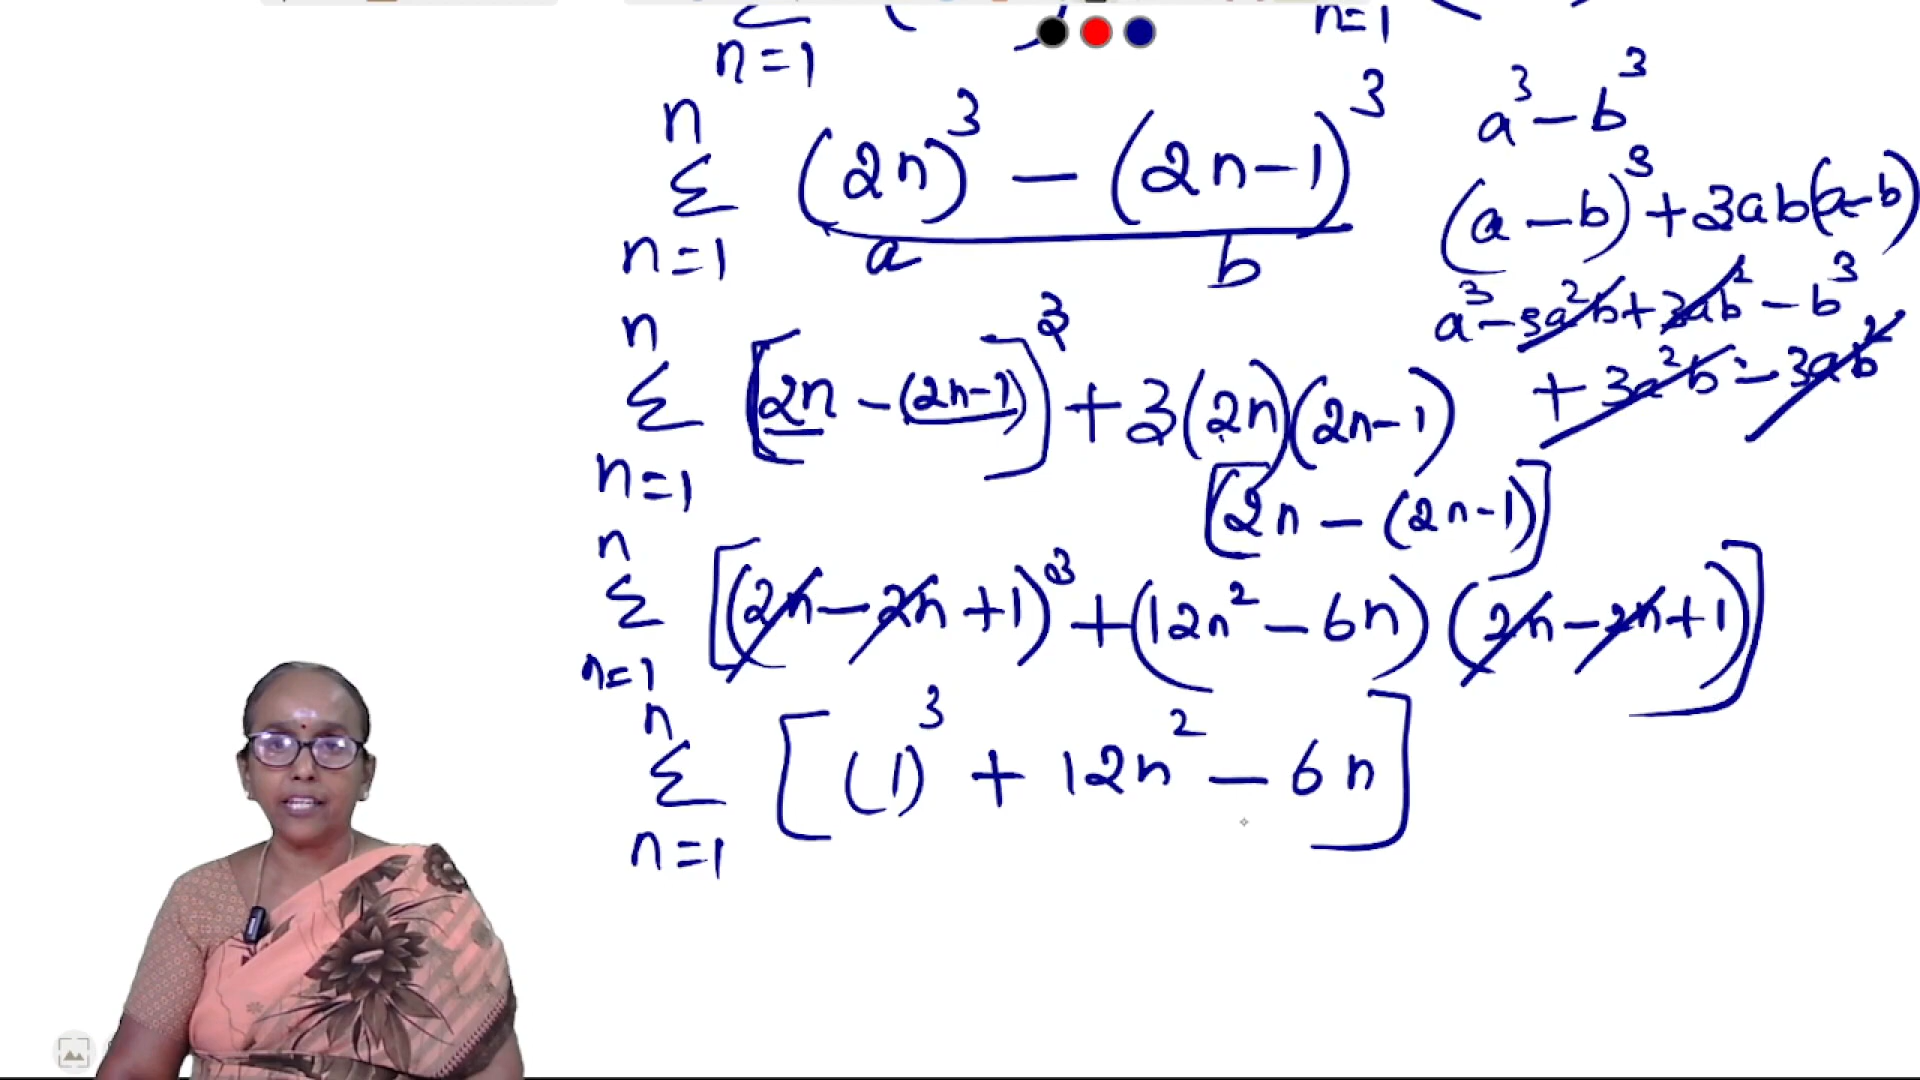 n=1 n=1
n
Σ (2n)³ − (2n−1)³
n=1 a b
a³ − b³
(a − b)³ + 3ab(a−b)
a³ − 3a²b + 3ab² − b³
+ 3a²b − 3ab²
n
Σ [2n − (2n−1)]³ + 3(2n)(2n−1)
n=1 [2n − (2n−1)]
n
Σ [(2n − 2n + 1)³ + (12n² − 6n) (2n − 2n + 1)]
n=1
n
Σ [(1)³ + 12n² − 6n]
n=1